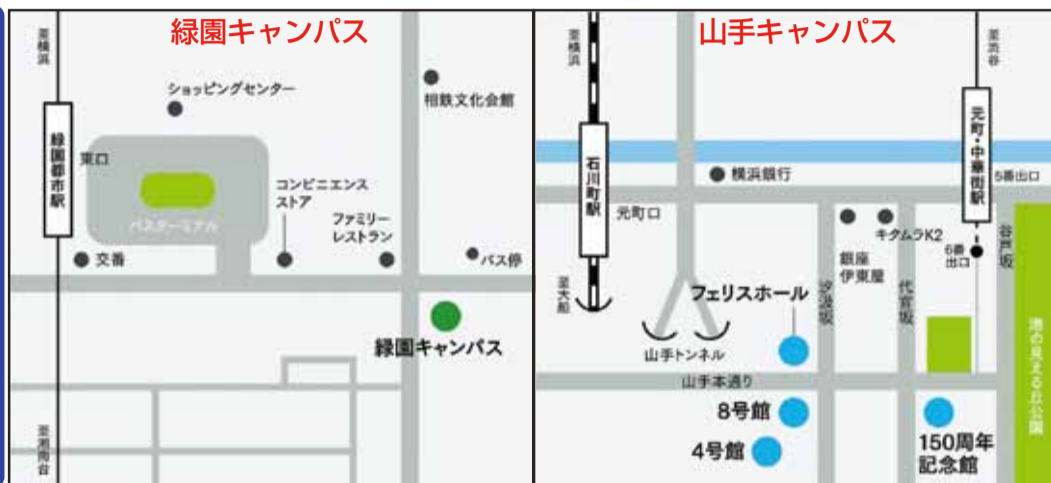 緑園キャンパス
至横浜
ショッピングセンター
相鉄文化会館
緑園都市駅
東口
コンビニエンス
ストア
ファミリー
レストラン
バスターミナル
交番
バス停
緑園キャンパス
至湘南台
山手キャンパス
至横浜
至渋谷
石川町駅
元町・中華街駅
横浜銀行
5番出口
元町口
キタムラK2
銀座
伊東屋
6番
出口
谷戸坂
至大船
フェリスホール
汐汲坂
代官坂
山手トンネル
港の見える丘公園
山手本通り
8号館
4号館
150周年
記念館